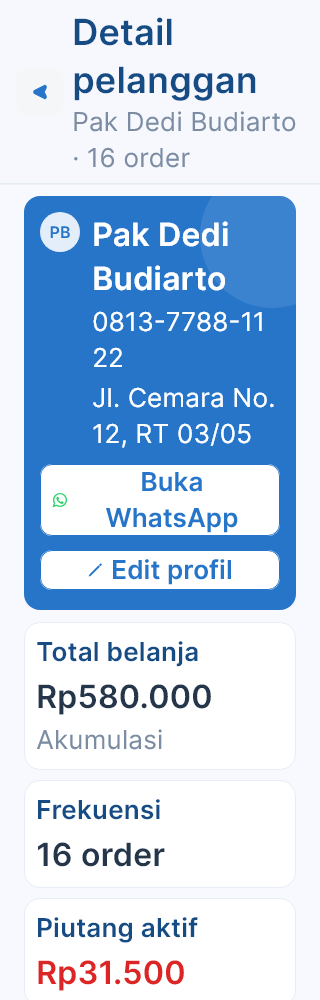 Detail
pelanggan
Pak Dedi Budiarto
· 16 order
PB
Pak Dedi
Budiarto
0813-7788-11
22
Jl. Cemara No.
12, RT 03/05
Buka
WhatsApp
Edit profil
Total belanja
Rp580.000
Akumulasi
Frekuensi
16 order
Piutang aktif
Rp31.500